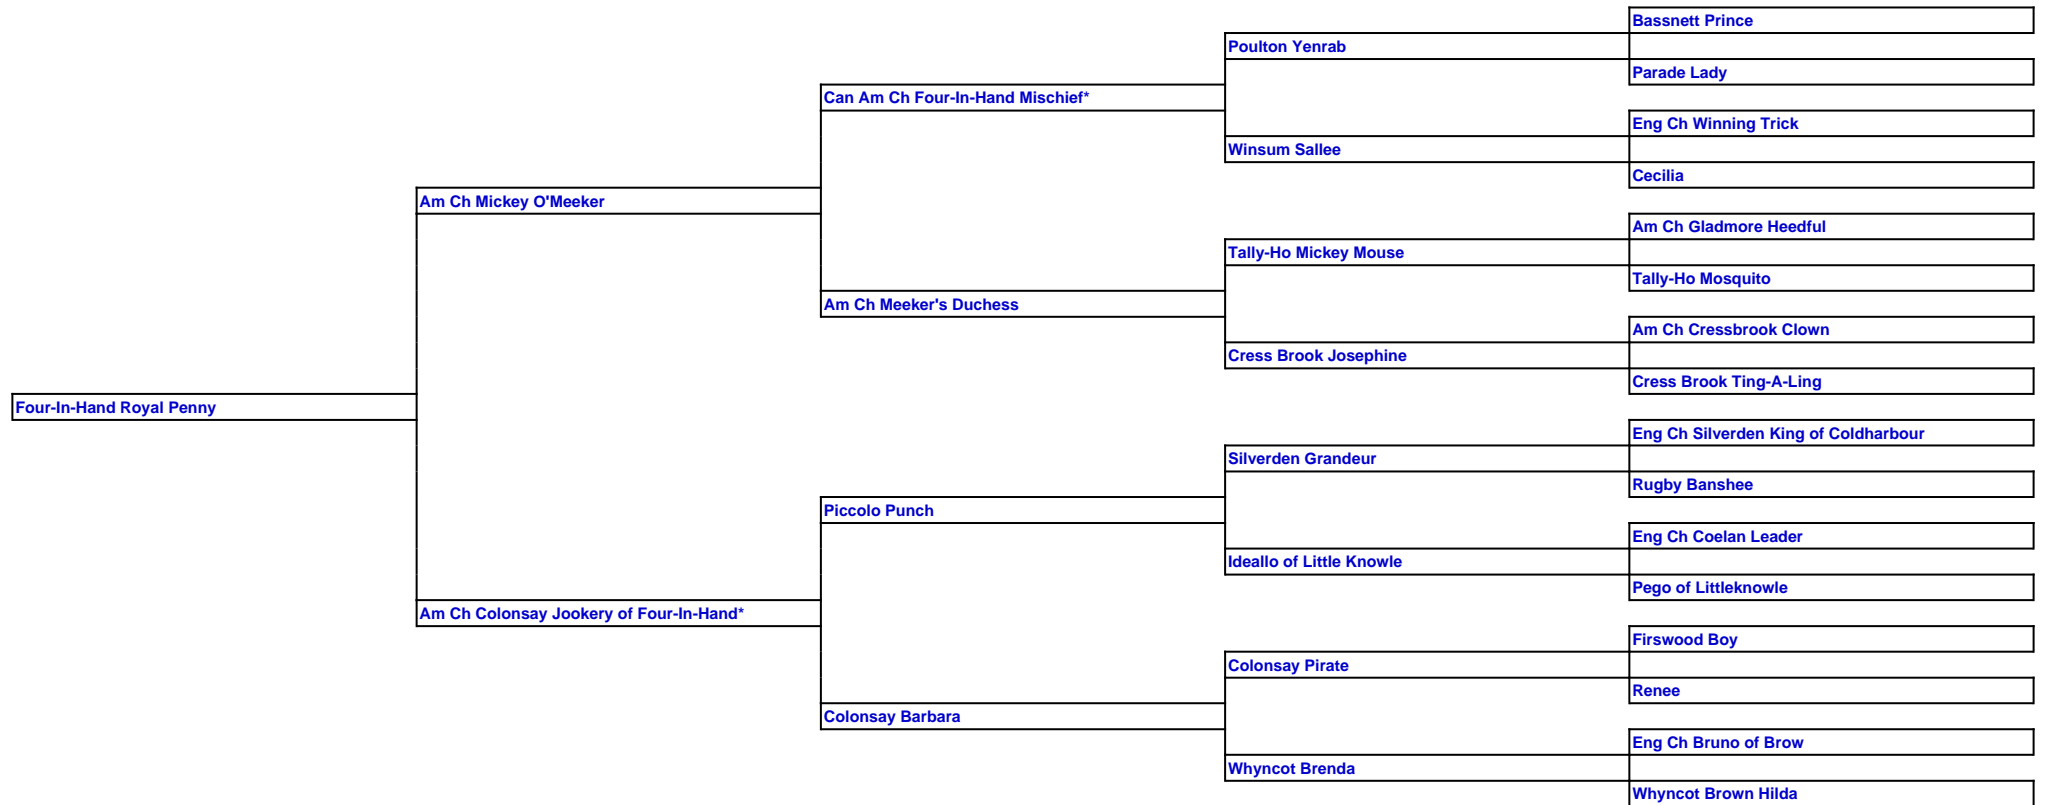 Bassnett Prince
Poulton Yenrab
Parade Lady
Can Am Ch Four-In-Hand Mischief*
Eng Ch Winning Trick
Winsum Sallee
Cecilia
Am Ch Mickey O'Meeker
Am Ch Gladmore Heedful
Tally-Ho Mickey Mouse
Tally-Ho Mosquito
Am Ch Meeker's Duchess
Am Ch Cressbrook Clown
Cress Brook Josephine
Cress Brook Ting-A-Ling
Four-In-Hand Royal Penny
Eng Ch Silverden King of Coldharbour
Silverden Grandeur
Rugby Banshee
Piccolo Punch
Eng Ch Coelan Leader
Ideallo of Little Knowle
Pego of Littleknowle
Am Ch Colonsay Jookery of Four-In-Hand*
Firswood Boy
Colonsay Pirate
Renee
Colonsay Barbara
Eng Ch Bruno of Brow
Whyncot Brenda
Whyncot Brown Hilda